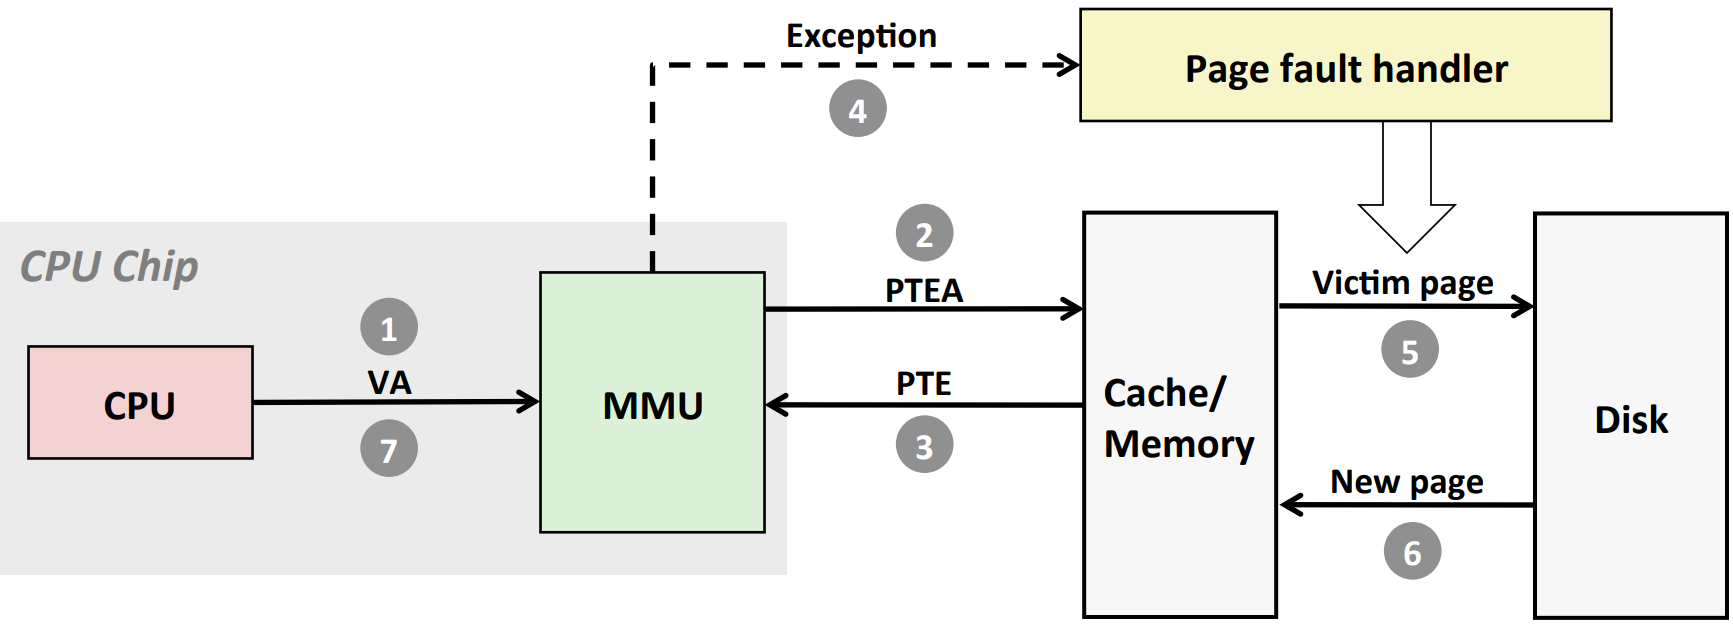 Exception
4
Page fault handler
CPU Chip
2
PTEA
Victim page
5
1
VA
7
CPU
MMU
PTE
3
Cache/
Memory
Disk
New page
6